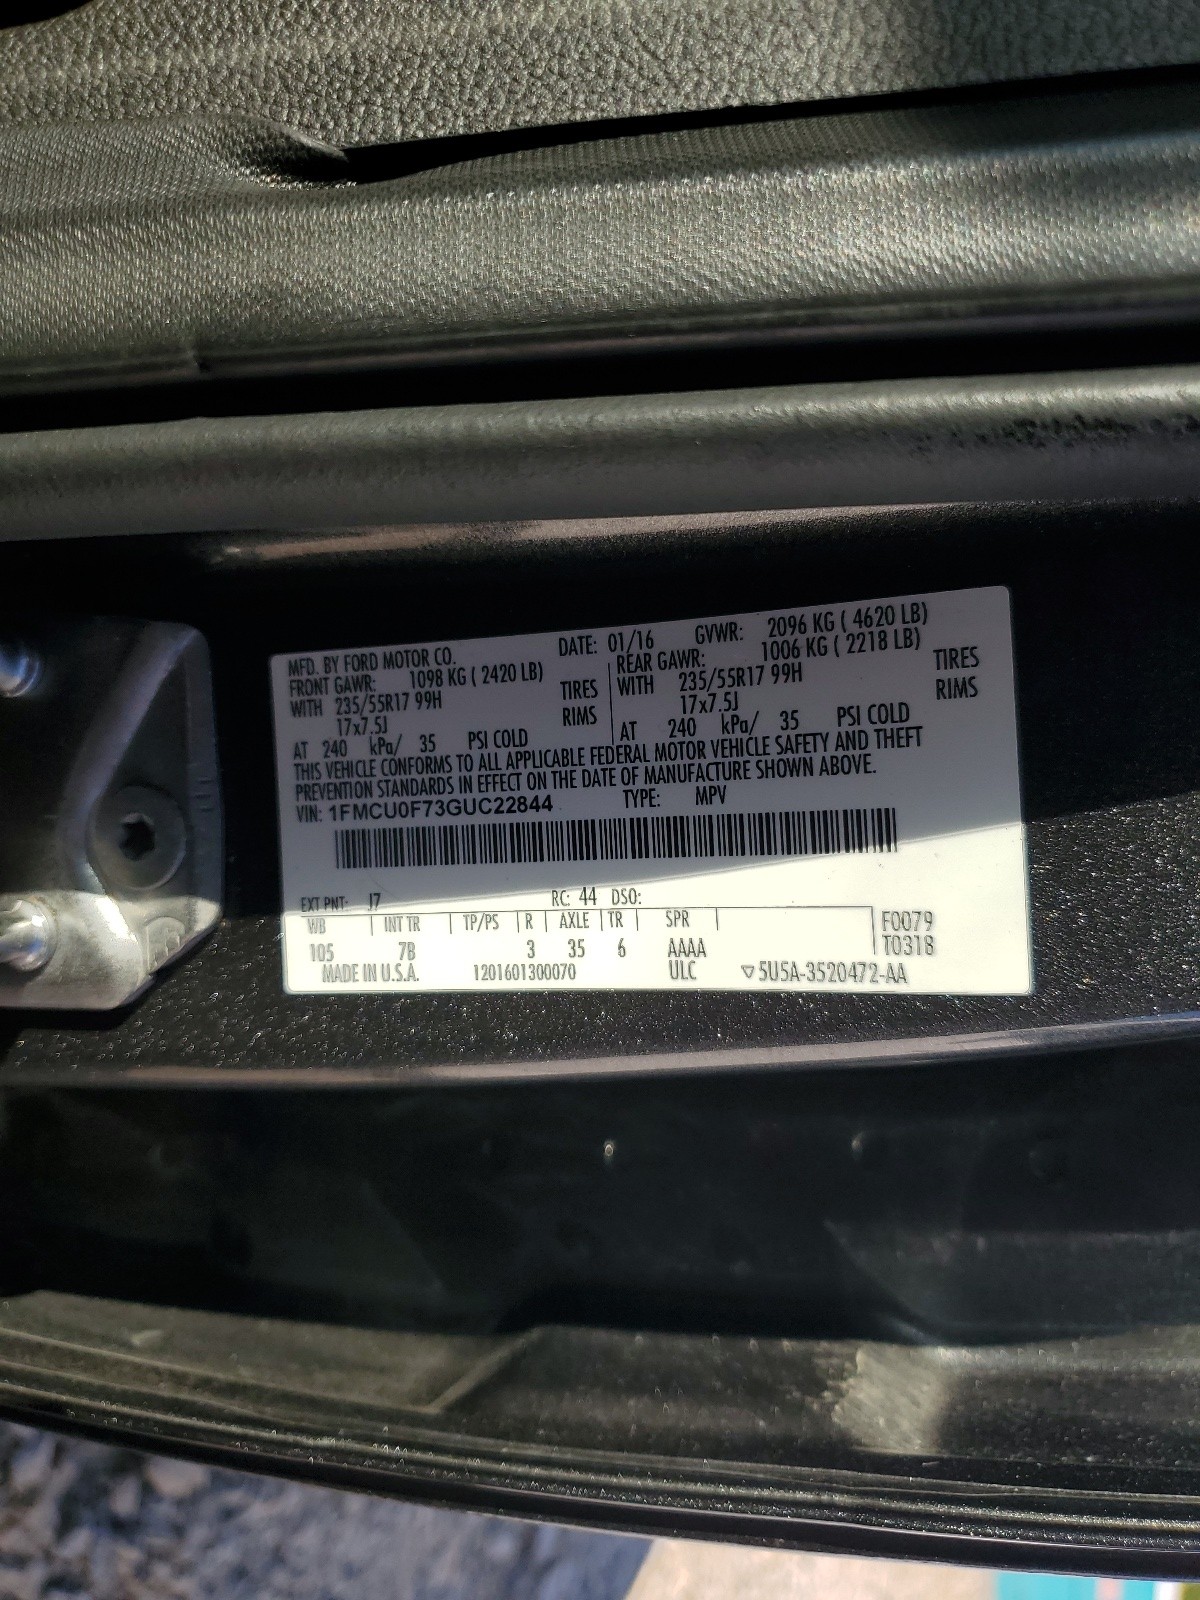 MFD. BY FORD MOTOR CO. DATE: 01/16 GVWR: 2096 KG ( 4620 LB)
FRONT GAWR: 1098 KG ( 2420 LB) REAR GAWR: 1006 KG ( 2218 LB)
WITH 235/55R17 99H TIRES WITH 235/55R17 99H TIRES
17x7.5J RIMS 17x7.5J RIMS
AT 240 kPa/ 35 PSI COLD AT 240 kPa/ 35 PSI COLD
THIS VEHICLE CONFORMS TO ALL APPLICABLE FEDERAL MOTOR VEHICLE SAFETY AND THEFT
PREVENTION STANDARDS IN EFFECT ON THE DATE OF MANUFACTURE SHOWN ABOVE.
VIN: 1FMCU0F73GUC22844 TYPE: MPV
EXT PNT: J7 RC: 44 DSO:
WB INT TR TP/PS R AXLE TR SPR F0079
105 7B 3 35 6 AAAA T0318
MADE IN U.S.A. 1201601300070 ULC ▽5U5A-3520472-AA